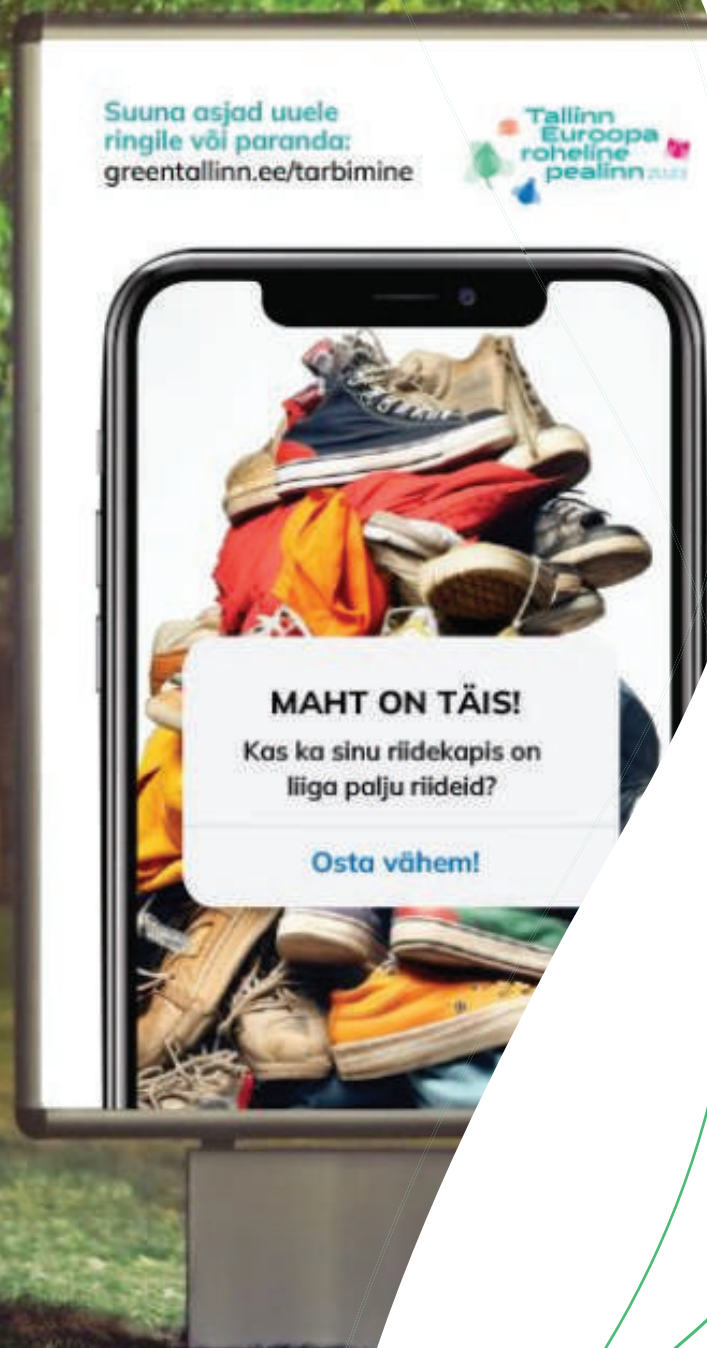 Suuna asjad uuele
ringile või paranda:
greentallinn.ee/tarbimine
Tallinn
Euroopa
roheline
pealinn 2023
MAHT ON TÄIS!
Kas ka sinu riidekapis on
liiga palju riideid?
Osta vähem!